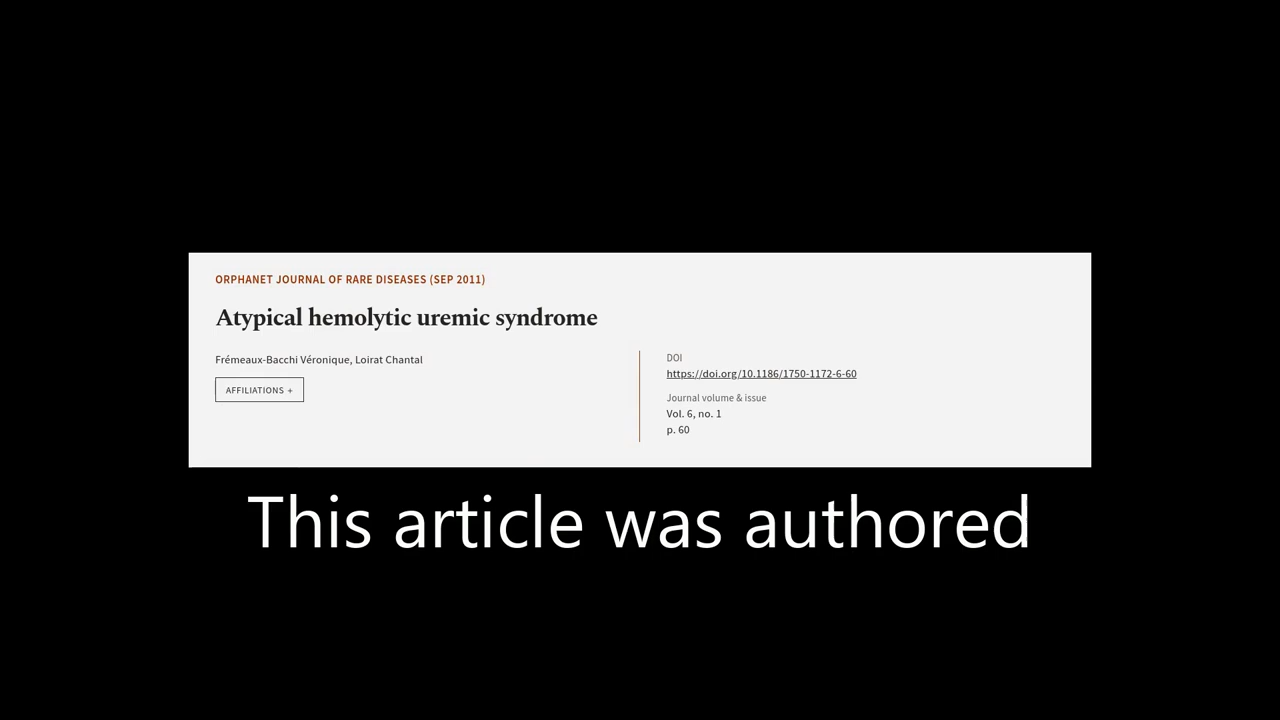 ORPHANET JOURNAL OF RARE DISEASES (SEP 2011)
Atypical hemolytic uremic syndrome
Frémeaux-Bacchi Véronique, Loirat Chantal
AFFILIATIONS +
DOI
https://doi.org/10.1186/1750-1172-6-60
Journal volume & issue
Vol. 6, no. 1
p. 60
This article was authored